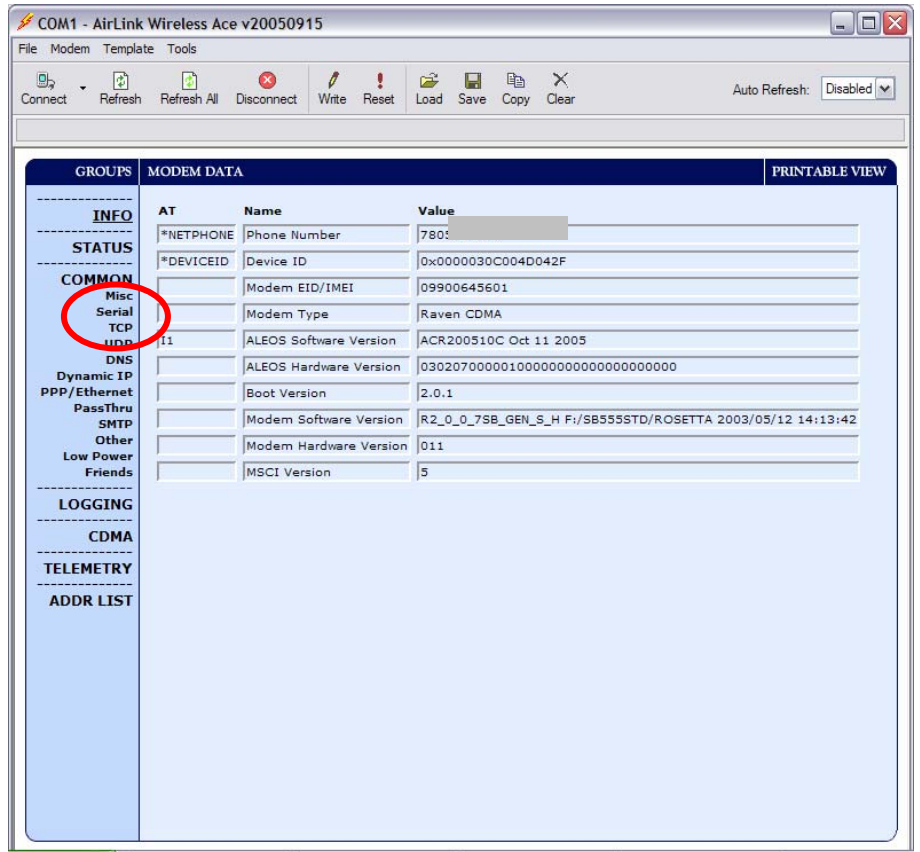 COM1 - AirLink Wireless Ace v20050915
File Modem Template Tools
Connect Refresh Refresh All Disconnect Write Reset Load Save Copy Clear Auto Refresh: Disabled
GROUPS MODEM DATA PRINTABLE VIEW
INFO
STATUS
COMMON
Misc
Serial
TCP
UDP
DNS
Dynamic IP
PPP/Ethernet
PassThru
SMTP
Other
Low Power
Friends
LOGGING
CDMA
TELEMETRY
ADDR LIST
AT Name Value
*NETPHONE Phone Number 780
*DEVICEID Device ID 0x0000030C004D042F
Modem EID/IMEI 09900645601
Modem Type Raven CDMA
I1 ALEOS Software Version ACR200510C Oct 11 2005
ALEOS Hardware Version
Boot Version 2.0.1
Modem Software Version R2_0_0_7SB_GEN_S_H F:/SB555STD/ROSETTA 2003/05/12 14:13:42
Modem Hardware Version 011
MSCI Version 5